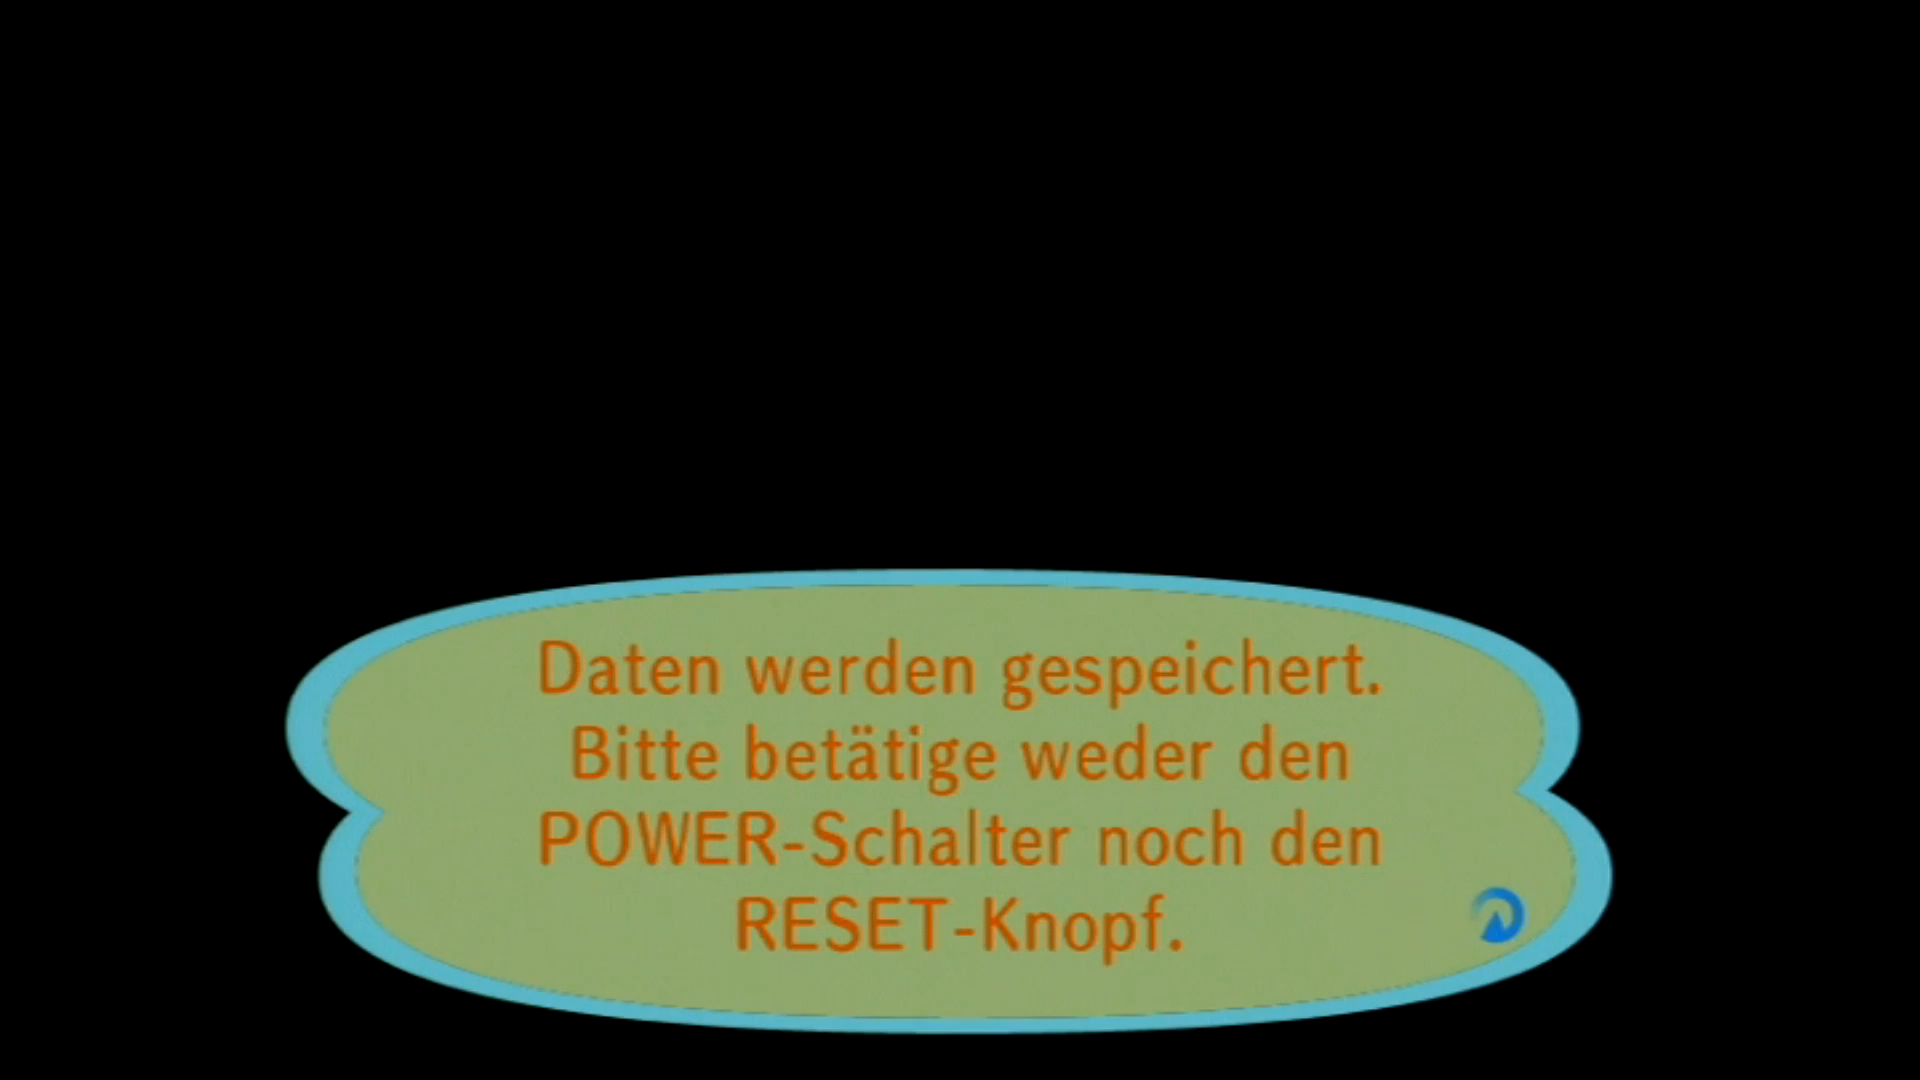 Daten werden gespeichert.
Bitte betätige weder den
POWER-Schalter noch den
RESET-Knopf.